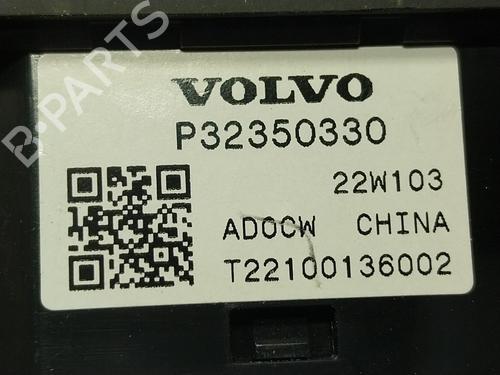 B-PARTS
VOLVO
P32350330
22W103
ADOCW CHINA
T22100136002